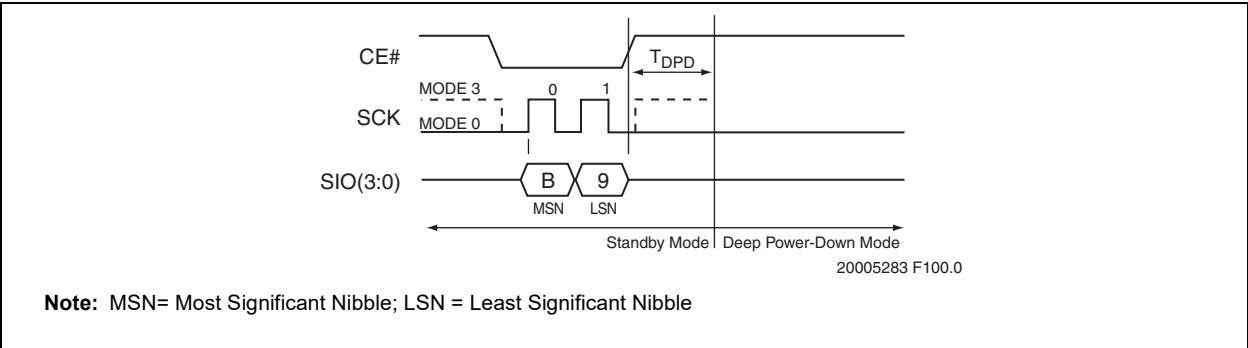 CE#
TDPD
MODE 3
0 1
SCK
MODE 0
SIO(3:0)
B 9
MSN LSN
Standby Mode Deep Power-Down Mode
20005283 F100.0
Note: MSN= Most Significant Nibble; LSN = Least Significant Nibble